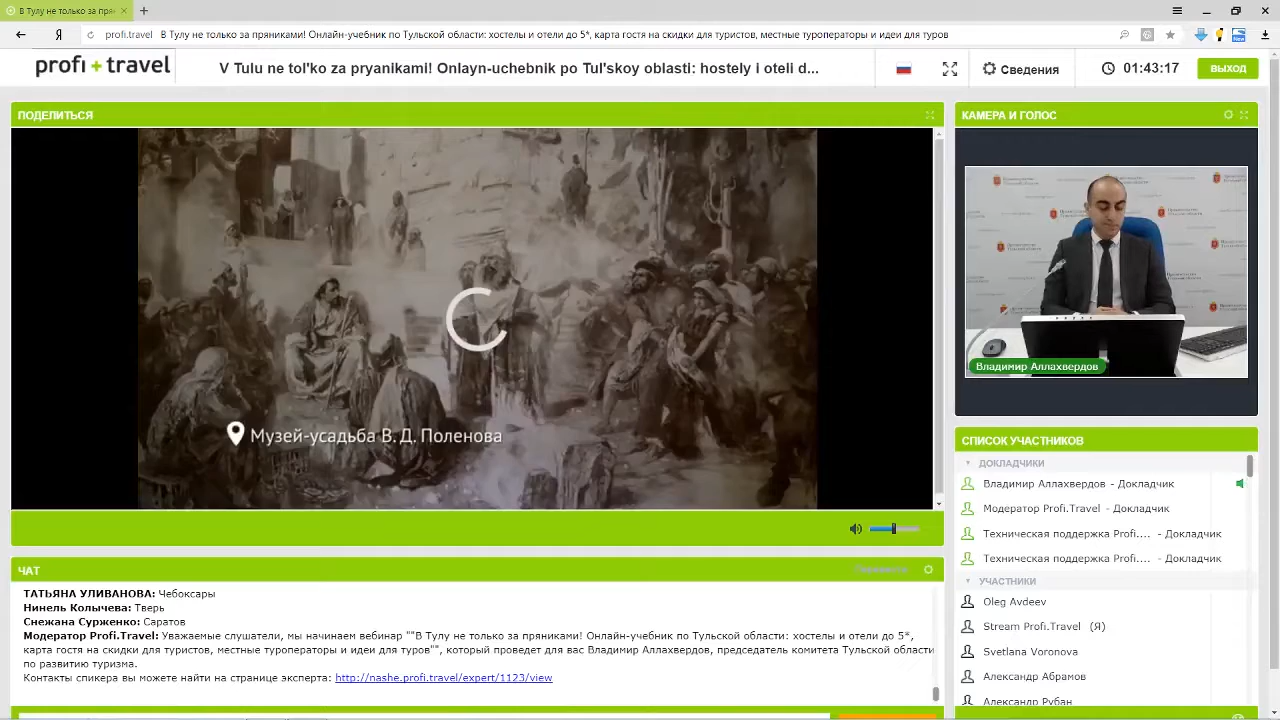 В Тулу не только за прян
profi.travel В Тулу не только за пряниками! Онлайн-учебник по Тульской области: хостелы и отели до 5*, карта гостя на скидки для туристов, местные туроператоры и идеи для туров
profi + travel
V Tulu ne tol'ko za pryanikami! Onlayn-uchebnik po Tul'skoy oblasti: hostely i oteli d...
Сведения
01:43:17
ВЫХОД
ПОДЕЛИТЬСЯ
Музей-усадьба В. Д. Поленова
КАМЕРА И ГОЛОС
Владимир Аллахвердов
СПИСОК УЧАСТНИКОВ
ДОКЛАДЧИКИ
Владимир Аллахвердов - Докладчик
Модератор Profi.Travel - Докладчик
Техническая поддержка Profi.... - Докладчик
Техническая поддержка Profi.... - Докладчик
УЧАСТНИКИ
Oleg Avdeev
Stream Profi.Travel (Я)
Svetlana Voronova
Александр Абрамов
Александр Рубан
ЧАТ
ТАТЬЯНА УЛИВАНОВА: Чебоксары
Нинель Колычева: Тверь
Снежана Сурженко: Саратов
Модератор Profi.Travel: Уважаемые слушатели, мы начинаем вебинар ""В Тулу не только за пряниками! Онлайн-учебник по Тульской области: хостелы и отели до 5*,
карта гостя на скидки для туристов, местные туроператоры и идеи для туров"", который проведет для вас Владимир Аллахвердов, председатель комитета Тульской области
по развитию туризма.
Контакты спикера вы можете найти на странице эксперта: http://nashe.profi.travel/expert/1123/view